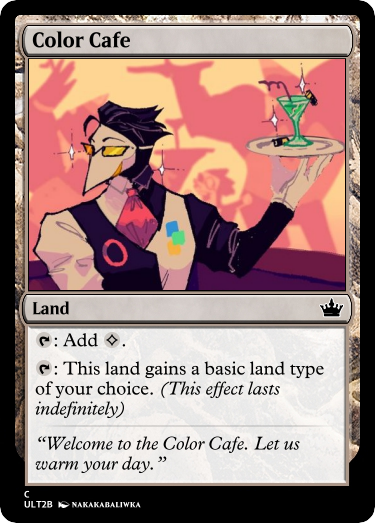 Color Cafe
Land
: Add .
: This land gains a basic land type
of your choice. (This effect lasts
indefinitely)
“Welcome to the Color Cafe. Let us
warm your day.”
C
ULT2B NAKAKABALIWKA